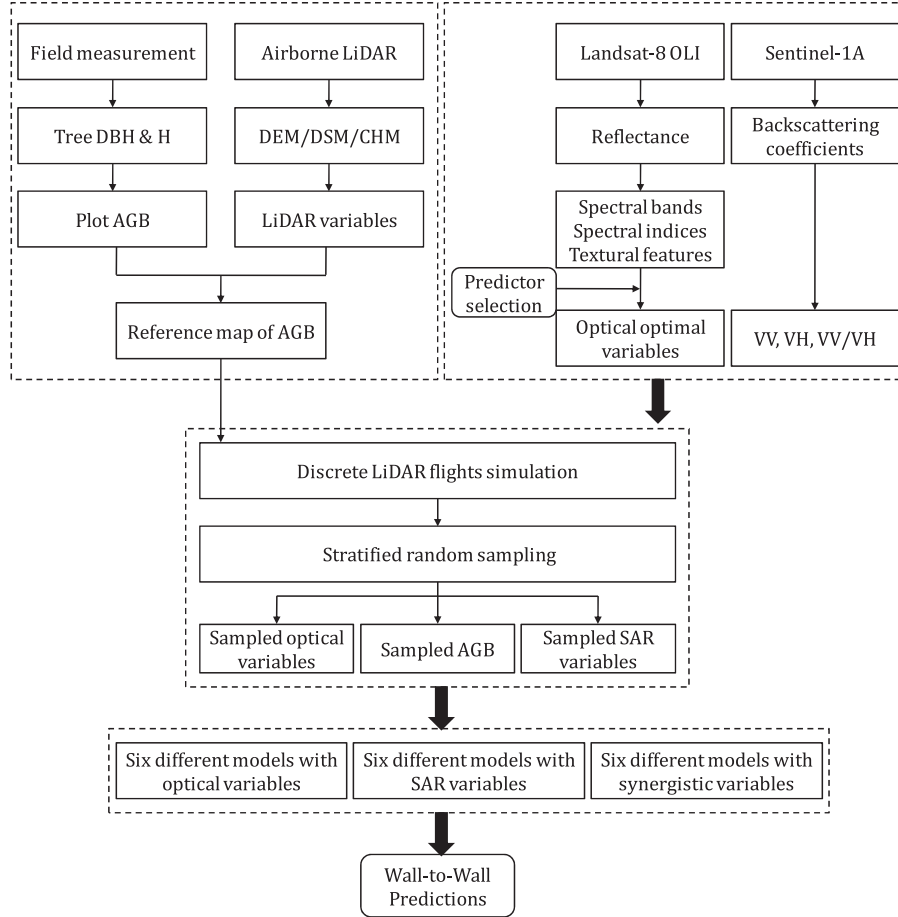 Field measurement
Airborne LiDAR
Landsat-8 OLI
Sentinel-1A
Tree DBH & H
DEM/DSM/CHM
Reflectance
Backscattering
coefficients
Plot AGB
LiDAR variables
Spectral bands
Spectral indices
Textural features
Predictor
selection
Reference map of AGB
Optical optimal
variables
VV, VH, VV/VH
Discrete LiDAR flights simulation
Stratified random sampling
Sampled optical
variables
Sampled AGB
Sampled SAR
variables
Six different models with
optical variables
Six different models with
SAR variables
Six different models with
synergistic variables
Wall-to-Wall
Predictions